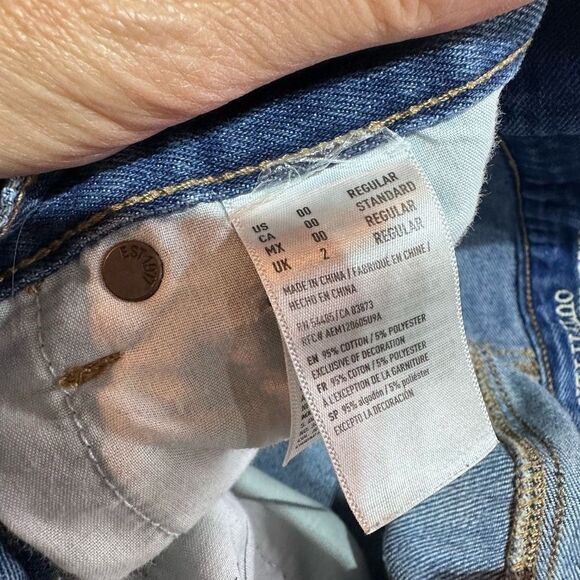 US 00 REGULAR
CA 00 STANDARD
MX 00 REGULAR
UK 2 REGULAR
MADE IN CHINA / FABRIQUÉ EN CHINE /
HECHO EN CHINA
RN 54485/CA 03873
RFC# AEM120605U9A
EN 95% COTTON / 5% POLYESTER
EXCLUSIVE OF DECORATION
FR 95% COTON / 5% POLYESTER
À L'EXCEPTION DE LA GARNITURE
SP 95% algodón / 5% poliéster
EXCEPTO LA DECORACIÓN
EST 1977